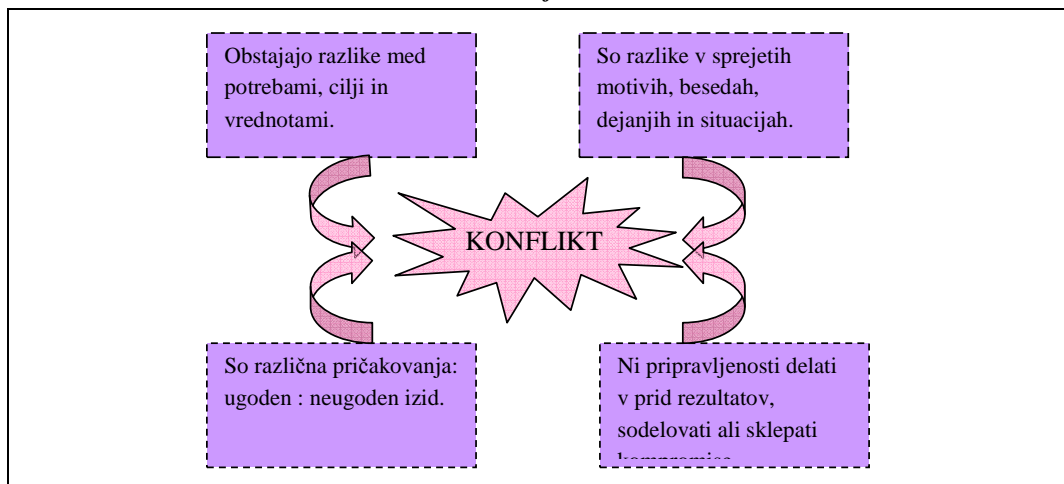 Obstajajo razlike med
potrebami, cilji in
vrednotami.
So razlike v sprejetih
motivih, besedah,
dejanjih in situacijah.
KONFLIKT
So različna pričakovanja:
ugoden : neugoden izid.
Ni pripravljenosti delati
v prid rezultatov,
sodelovati ali sklepati